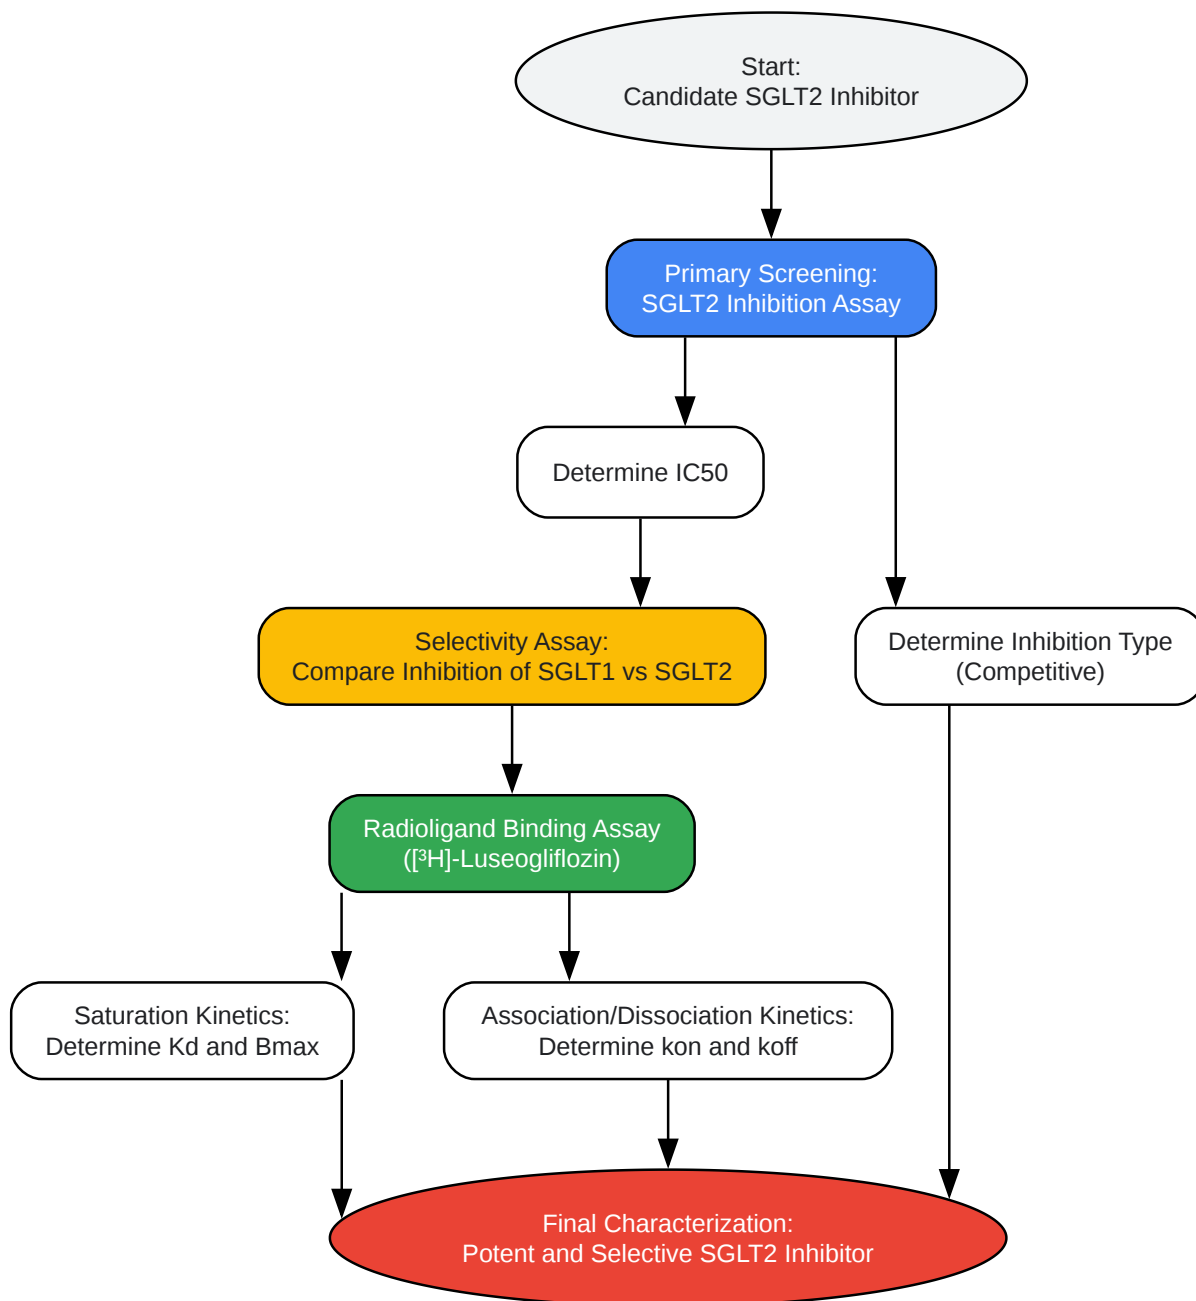 Start:
Candidate SGLT2 Inhibitor
Primary Screening:
SGLT2 Inhibition Assay
Determine IC50
Selectivity Assay:
Compare Inhibition of SGLT1 vs SGLT2
Determine Inhibition Type
(Competitive)
Radioligand Binding Assay
([³H]-Luseogliflozin)
Saturation Kinetics:
Determine Kd and Bmax
Association/Dissociation Kinetics:
Determine kon and koff
Final Characterization:
Potent and Selective SGLT2 Inhibitor